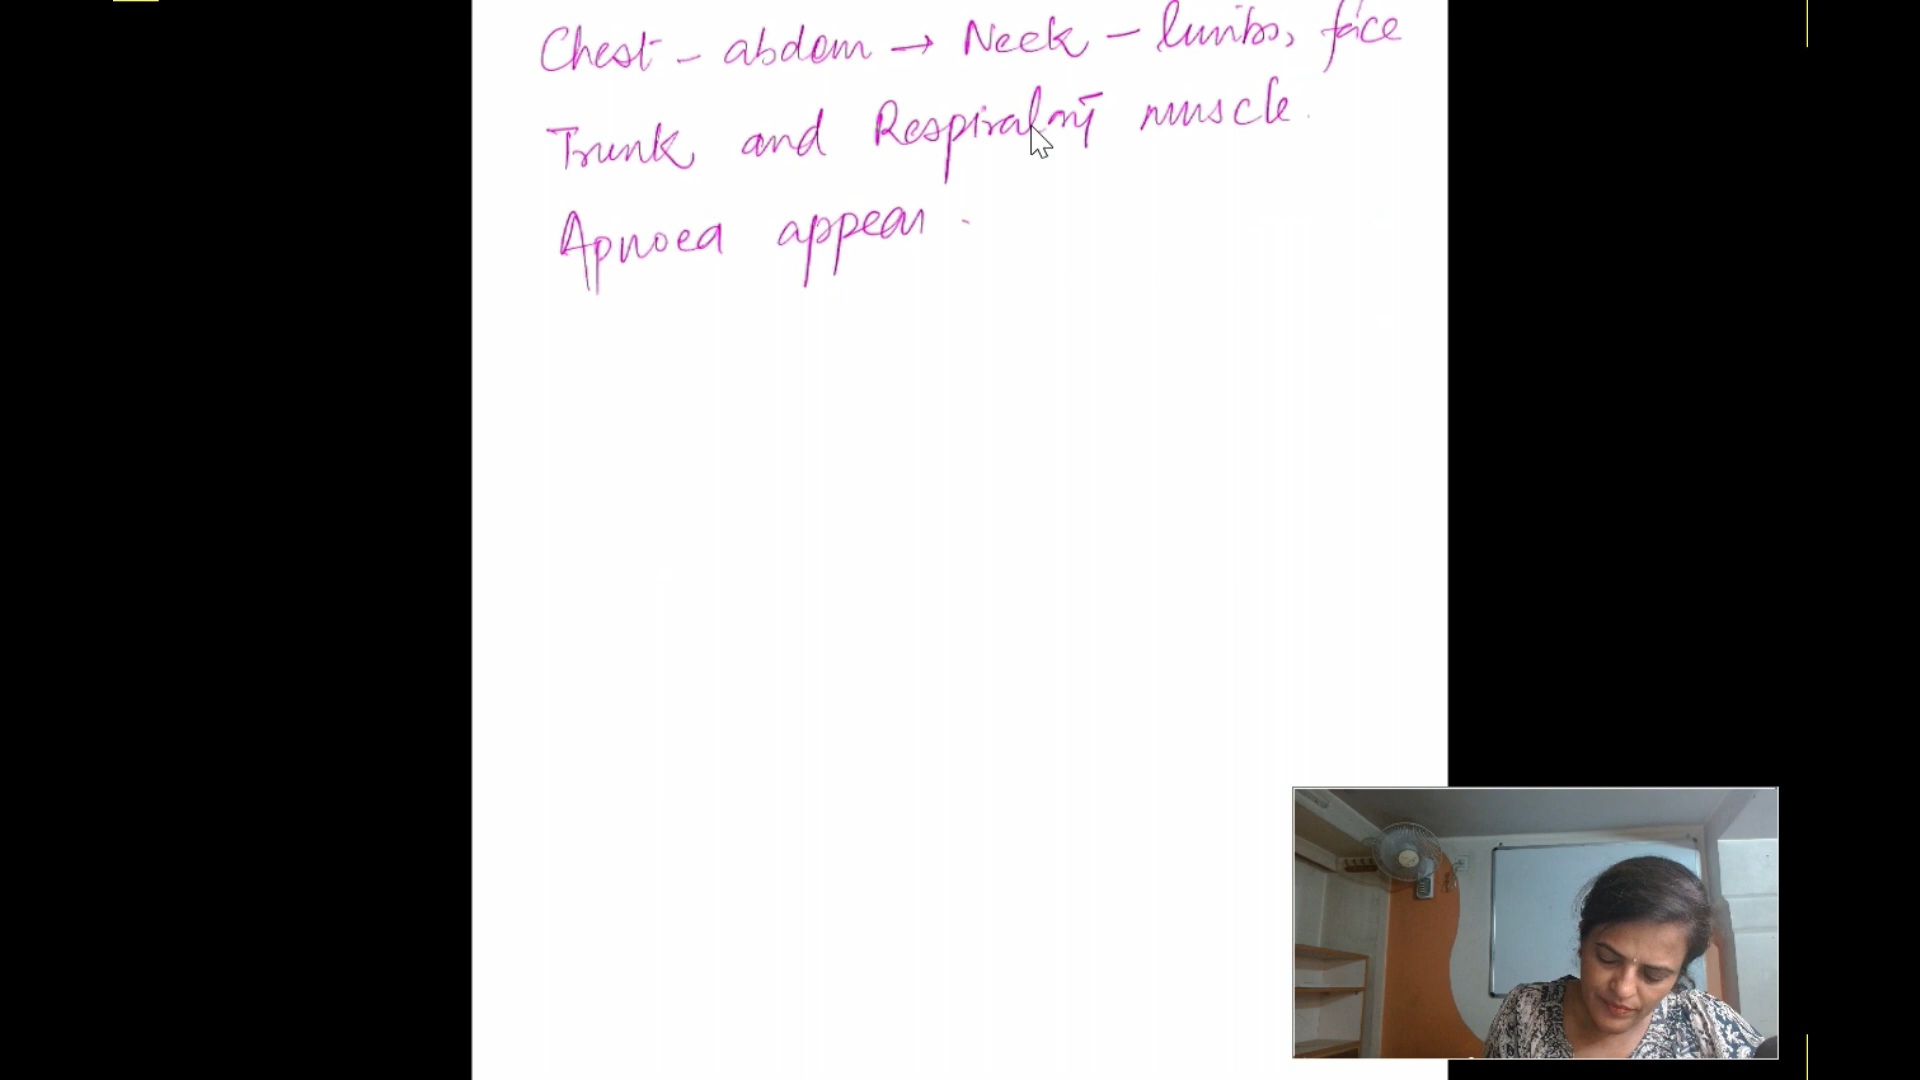 Chest - abdom → Neck - limbs, face
Trunk and Respiratory muscle.
Apnoea appear.